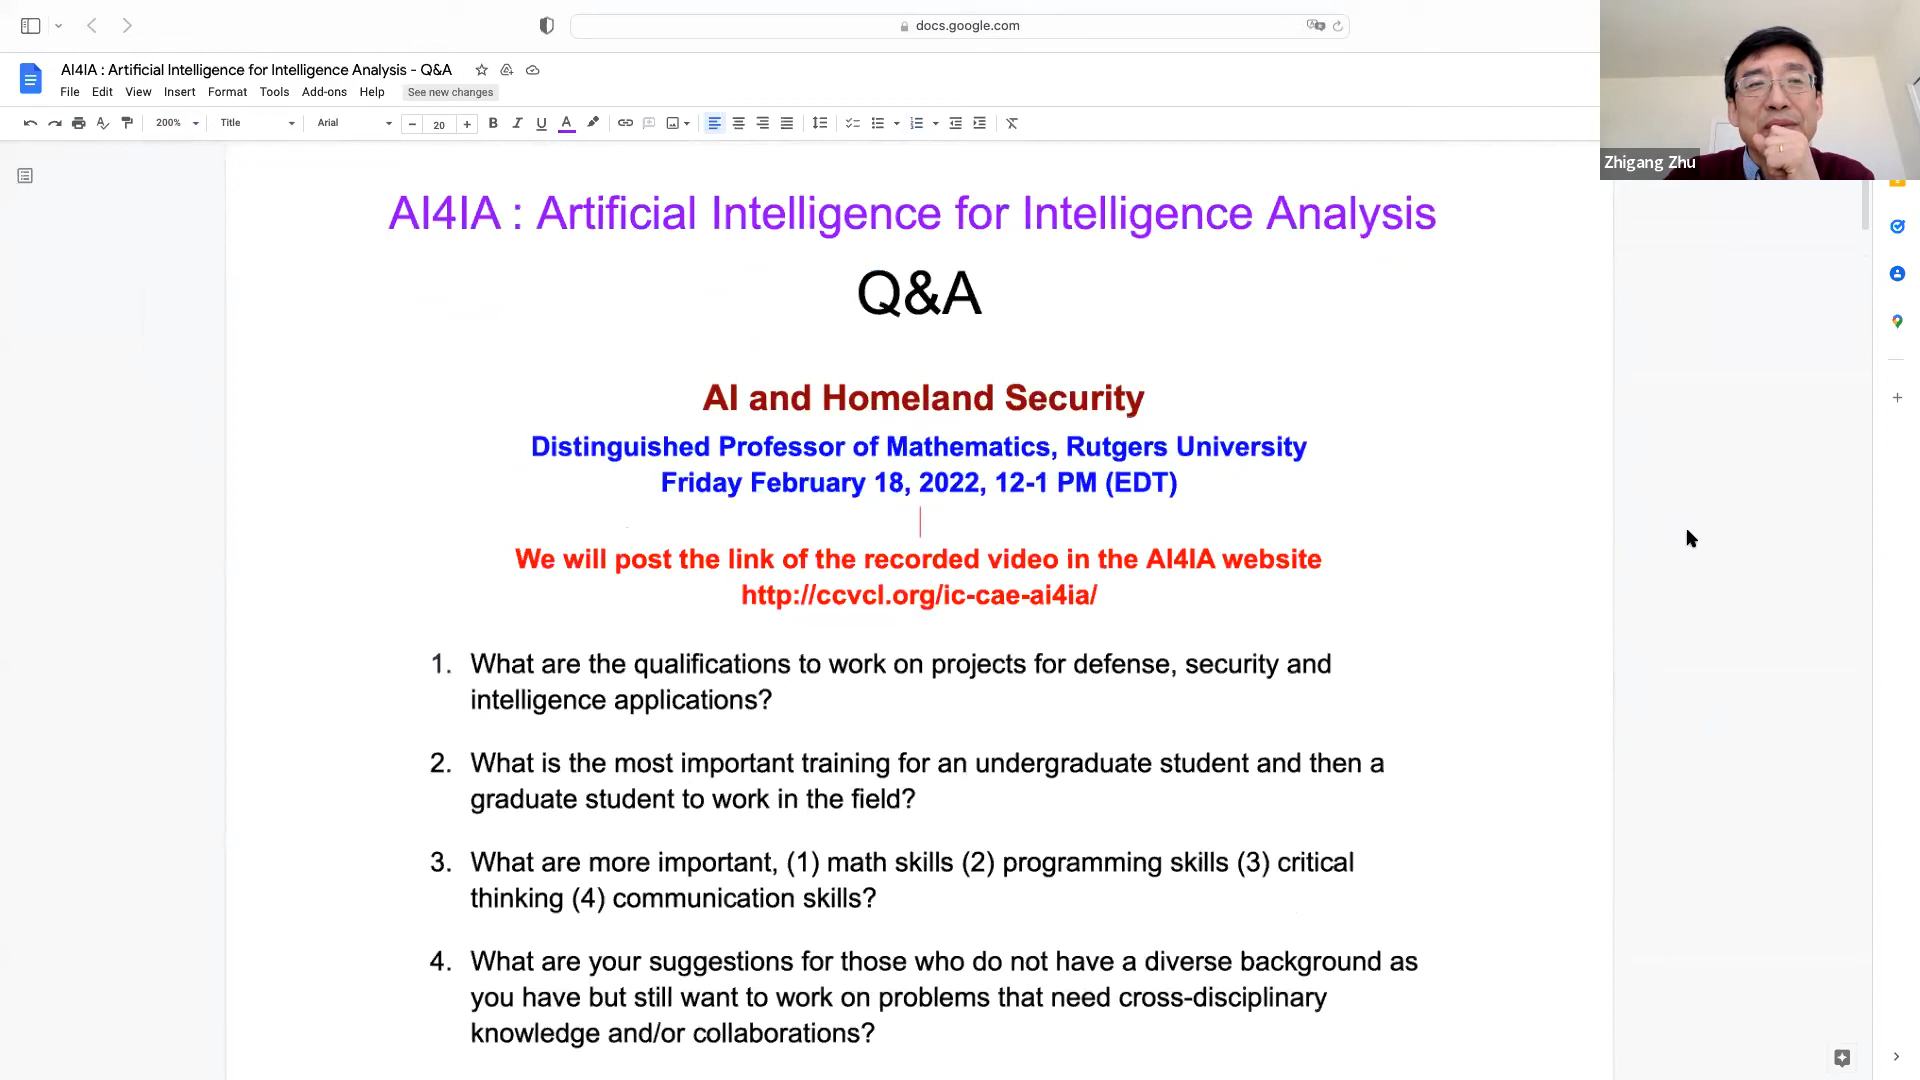 docs.google.com
AI4IA : Artificial Intelligence for Intelligence Analysis - Q&A
File Edit View Insert Format Tools Add-ons Help See new changes
200% Title Arial 20 B I U A
Zhigang Zhu
AI4IA : Artificial Intelligence for Intelligence Analysis
Q&A
AI and Homeland Security
Distinguished Professor of Mathematics, Rutgers University
Friday February 18, 2022, 12-1 PM (EDT)
We will post the link of the recorded video in the AI4IA website
http://ccvcl.org/ic-cae-ai4ia/
1. What are the qualifications to work on projects for defense, security and
intelligence applications?
2. What is the most important training for an undergraduate student and then a
graduate student to work in the field?
3. What are more important, (1) math skills (2) programming skills (3) critical
thinking (4) communication skills?
4. What are your suggestions for those who do not have a diverse background as
you have but still want to work on problems that need cross-disciplinary
knowledge and/or collaborations?